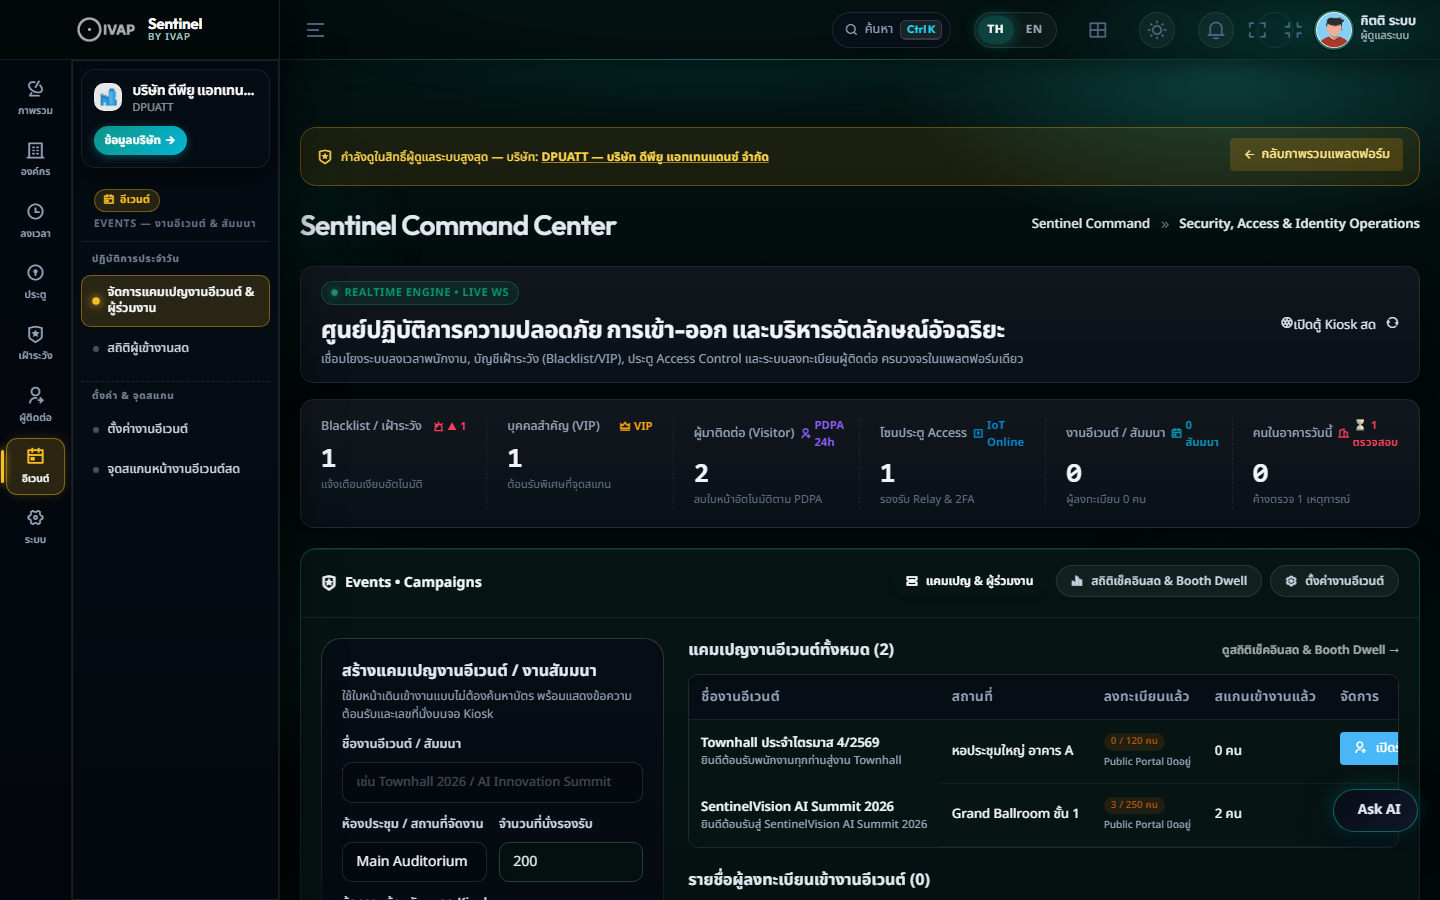 IVAP
Sentinel
BY IVAP
ค้นหา
Ctrl K
TH
EN
กิตติ ระบบ
ผู้ดูแลระบบ
ภาพรวม
องค์กร
ลงเวลา
ประตู
เฝ้าระวัง
ผู้ติดต่อ
อีเวนต์
ระบบ
บริษัท ดีพียู แอทเทน...
DPUATT
ข้อมูลบริษัท →
อีเวนต์
EVENTS — งานอีเวนต์ & สัมมนา
ปฏิบัติการประจำวัน
จัดการแคมเปญงานอีเวนต์ &
ผู้ร่วมงาน
สถิติผู้เข้างานสด
ตั้งค่า & จุดสแกน
ตั้งค่างานอีเวนต์
จุดสแกนหน้างานอีเวนต์สด
กำลังดูในสิทธิ์ผู้ดูแลระบบสูงสุด — บริษัท: DPUATT — บริษัท ดีพียู แอทเทนแดนซ์ จำกัด
← กลับภาพรวมแพลตฟอร์ม
Sentinel Command Center
Sentinel Command » Security, Access & Identity Operations
REALTIME ENGINE • LIVE WS
ศูนย์ปฏิบัติการความปลอดภัย การเข้า-ออก และบริหารอัตลักษณ์อัจฉริยะ
เชื่อมโยงระบบลงเวลาพนักงาน, บัญชีเฝ้าระวัง (Blacklist/VIP), ประตู Access Control และระบบลงทะเบียนผู้ติดต่อ ครบวงจรในแพลตฟอร์มเดียว
เปิดตู้ Kiosk สด
Blacklist / เฝ้าระวัง ▲ 1
1
แจ้งเตือนเงียบอัตโนมัติ
บุคคลสำคัญ (VIP) VIP
1
ต้อนรับพิเศษที่จุดสแกน
ผู้มาติดต่อ (Visitor) PDPA
24h
2
ลบใบหน้าอัตโนมัติตาม PDPA
โซนประตู Access IoT
Online
1
รองรับ Relay & 2FA
งานอีเวนต์ / สัมมนา 0
สัมมนา
0
ผู้ลงทะเบียน 0 คน
คนในอาคารวันนี้ ⏳ 1
ตรวจสอบ
0
ค้างตรวจ 1 เหตุการณ์
Events • Campaigns
แคมเปญ & ผู้ร่วมงาน
สถิติเช็คอินสด & Booth Dwell
ตั้งค่างานอีเวนต์
สร้างแคมเปญงานอีเวนต์ / งานสัมมนา
ใช้ใบหน้าเดินเข้างานแบบไม่ต้องค้นหาบัตร พร้อมแสดงข้อความ
ต้อนรับและเลขที่นั่งบนจอ Kiosk
ชื่องานอีเวนต์ / สัมมนา
เช่น Townhall 2026 / AI Innovation Summit
ห้องประชุม / สถานที่จัดงาน
จำนวนที่นั่งรองรับ
Main Auditorium
200
แคมเปญงานอีเวนต์ทั้งหมด (2)
ดูสถิติเช็คอินสด & Booth Dwell →
ชื่องานอีเวนต์
สถานที่
ลงทะเบียนแล้ว
สแกนเข้างานแล้ว
จัดการ
Townhall ประจำไตรมาส 4/2569
ยินดีต้อนรับพนักงานทุกท่านสู่งาน Townhall
หอประชุมใหญ่ อาคาร A
0 / 120 คน
Public Portal ปิดอยู่
0 คน
SentinelVision AI Summit 2026
ยินดีต้อนรับสู่ SentinelVision AI Summit 2026
Grand Ballroom ชั้น 1
3 / 250 คน
Public Portal ปิดอยู่
2 คน
Ask AI
รายชื่อผู้ลงทะเบียนเข้างานอีเวนต์ (0)